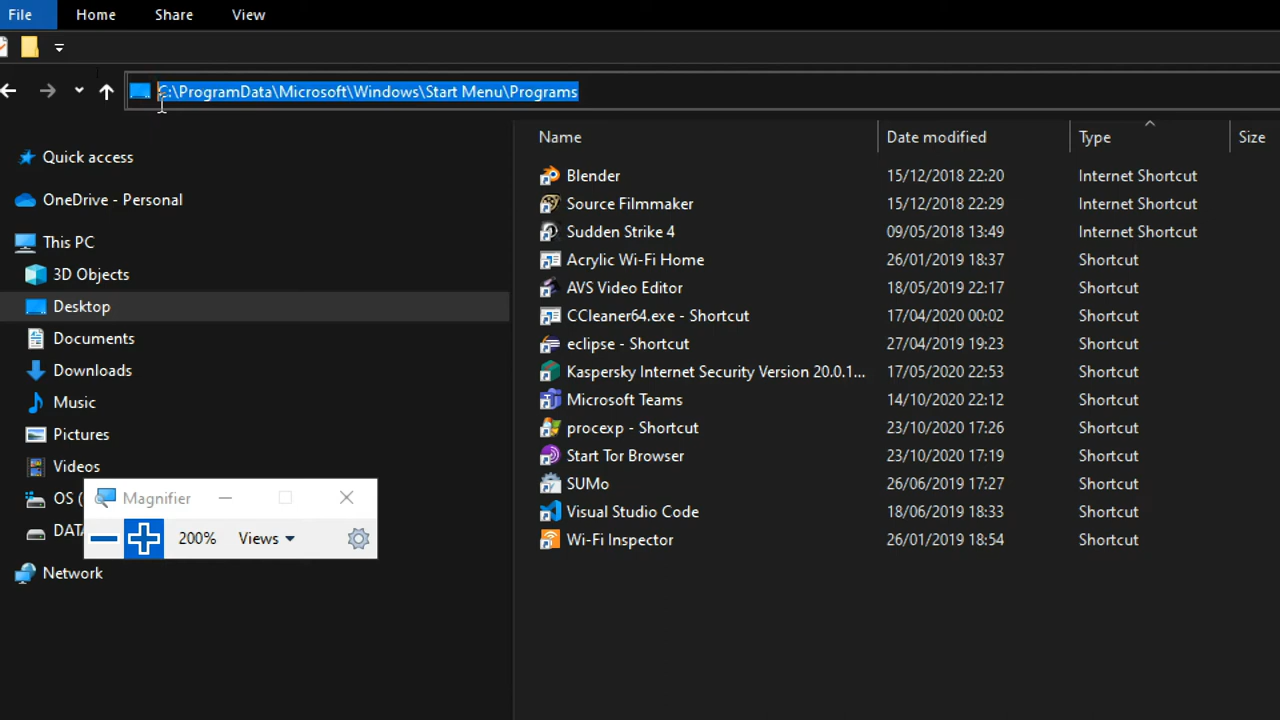 File Home Share View
C:\ProgramData\Microsoft\Windows\Start Menu\Programs
Name Date modified Type Size
Quick access
OneDrive - Personal
This PC
3D Objects
Desktop
Documents
Downloads
Music
Pictures
Videos
OS (
DATA
Network
Blender 15/12/2018 22:20 Internet Shortcut
Source Filmmaker 15/12/2018 22:29 Internet Shortcut
Sudden Strike 4 09/05/2018 13:49 Internet Shortcut
Acrylic Wi-Fi Home 26/01/2019 18:37 Shortcut
AVS Video Editor 18/05/2019 22:17 Shortcut
CCleaner64.exe - Shortcut 17/04/2020 00:02 Shortcut
eclipse - Shortcut 27/04/2019 19:23 Shortcut
Kaspersky Internet Security Version 20.0.1... 17/05/2020 22:53 Shortcut
Microsoft Teams 14/10/2020 22:12 Shortcut
procexp - Shortcut 23/10/2020 17:26 Shortcut
Start Tor Browser 23/10/2020 17:19 Shortcut
SUMo 26/06/2019 17:27 Shortcut
Visual Studio Code 18/06/2019 18:33 Shortcut
Wi-Fi Inspector 26/01/2019 18:54 Shortcut
Magnifier
200% Views